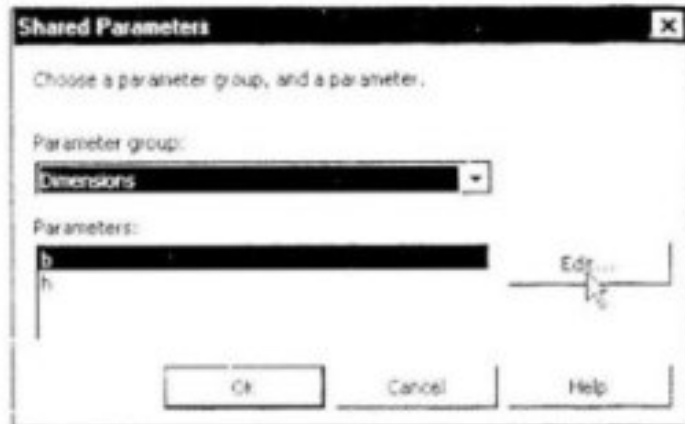 Shared Parameters
Choose a parameter group, and a parameter.
Parameter group:
Dimensions
Parameters:
b
h
Edit...
OK
Cancel
Help